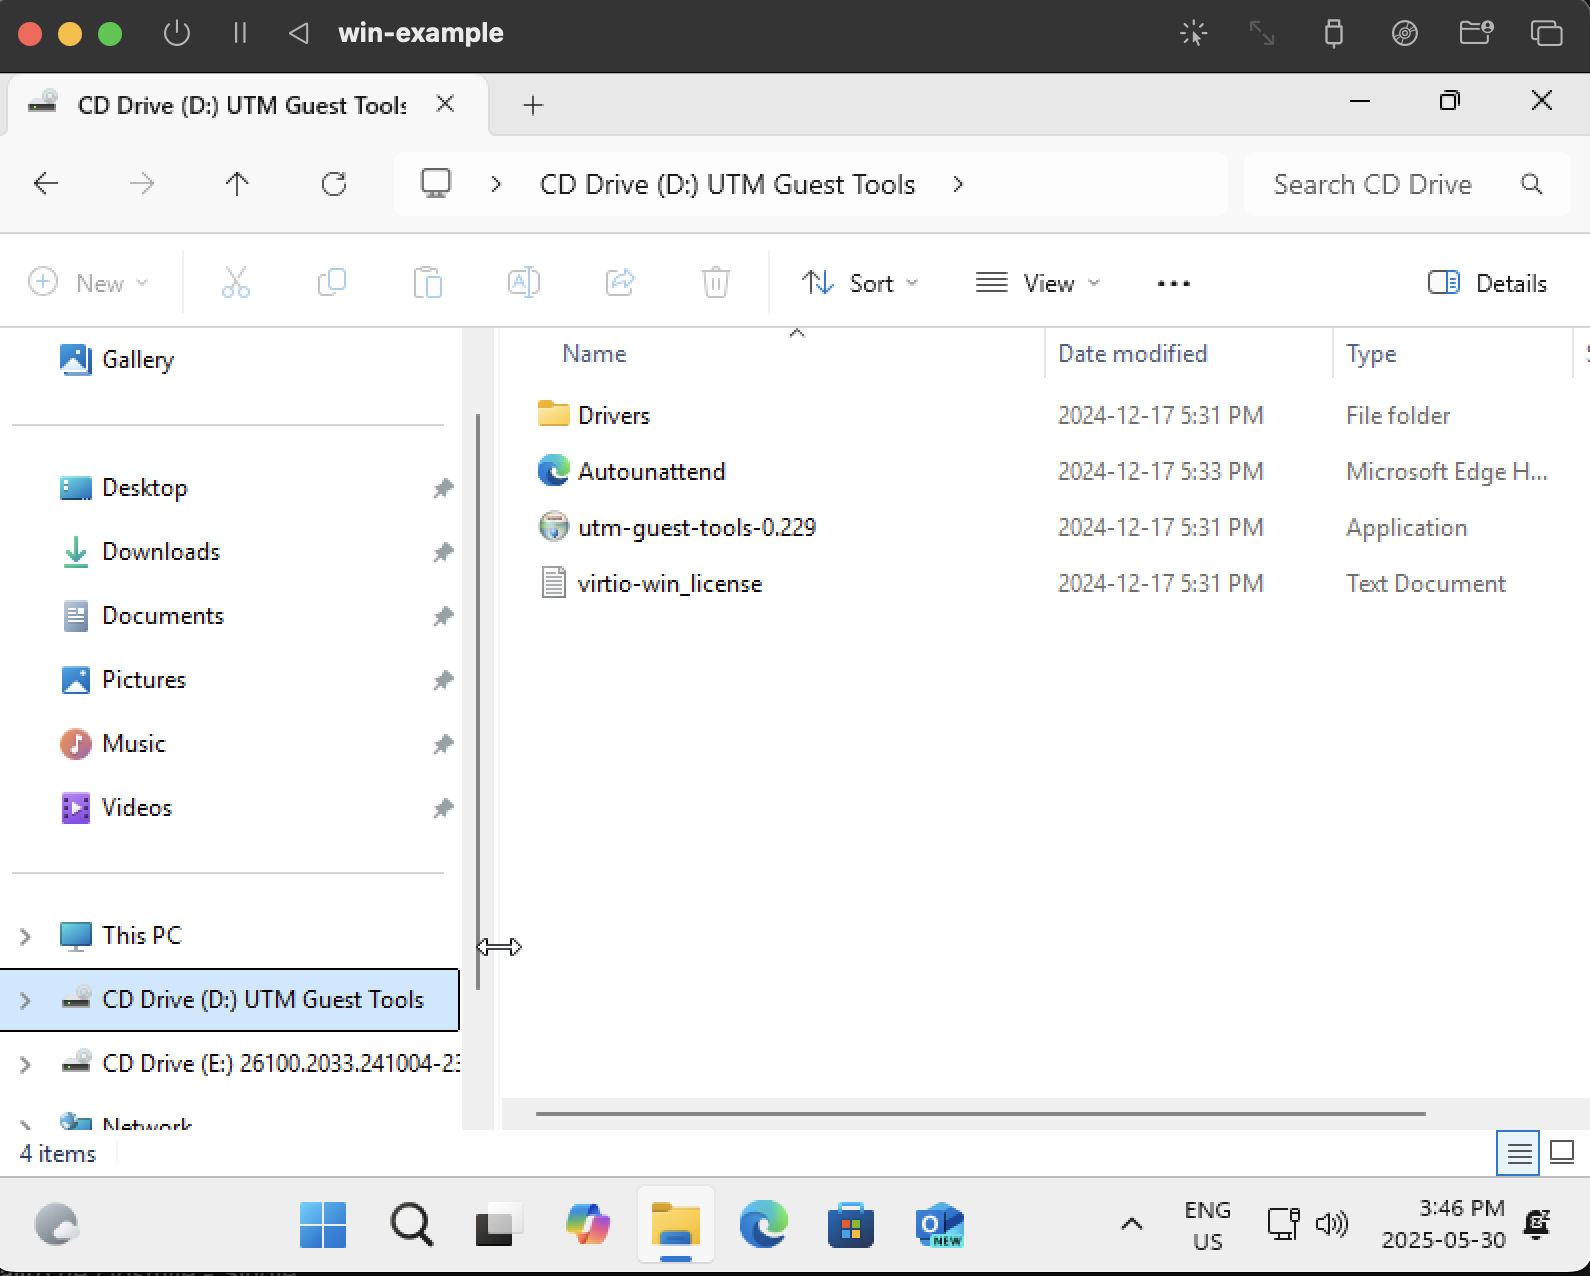 win-example
CD Drive (D:) UTM Guest Tools
CD Drive (D:) UTM Guest Tools
Search CD Drive
New
Sort
View
Details
Gallery
Desktop
Downloads
Documents
Pictures
Music
Videos
This PC
CD Drive (D:) UTM Guest Tools
CD Drive (E:) 26100.2033.241004-23
Network
Name Date modified Type
Drivers 2024-12-17 5:31 PM File folder
Autounattend 2024-12-17 5:33 PM Microsoft Edge H...
utm-guest-tools-0.229 2024-12-17 5:31 PM Application
virtio-win_license 2024-12-17 5:31 PM Text Document
4 items
NEW
ENG
US
3:46 PM
2025-05-30